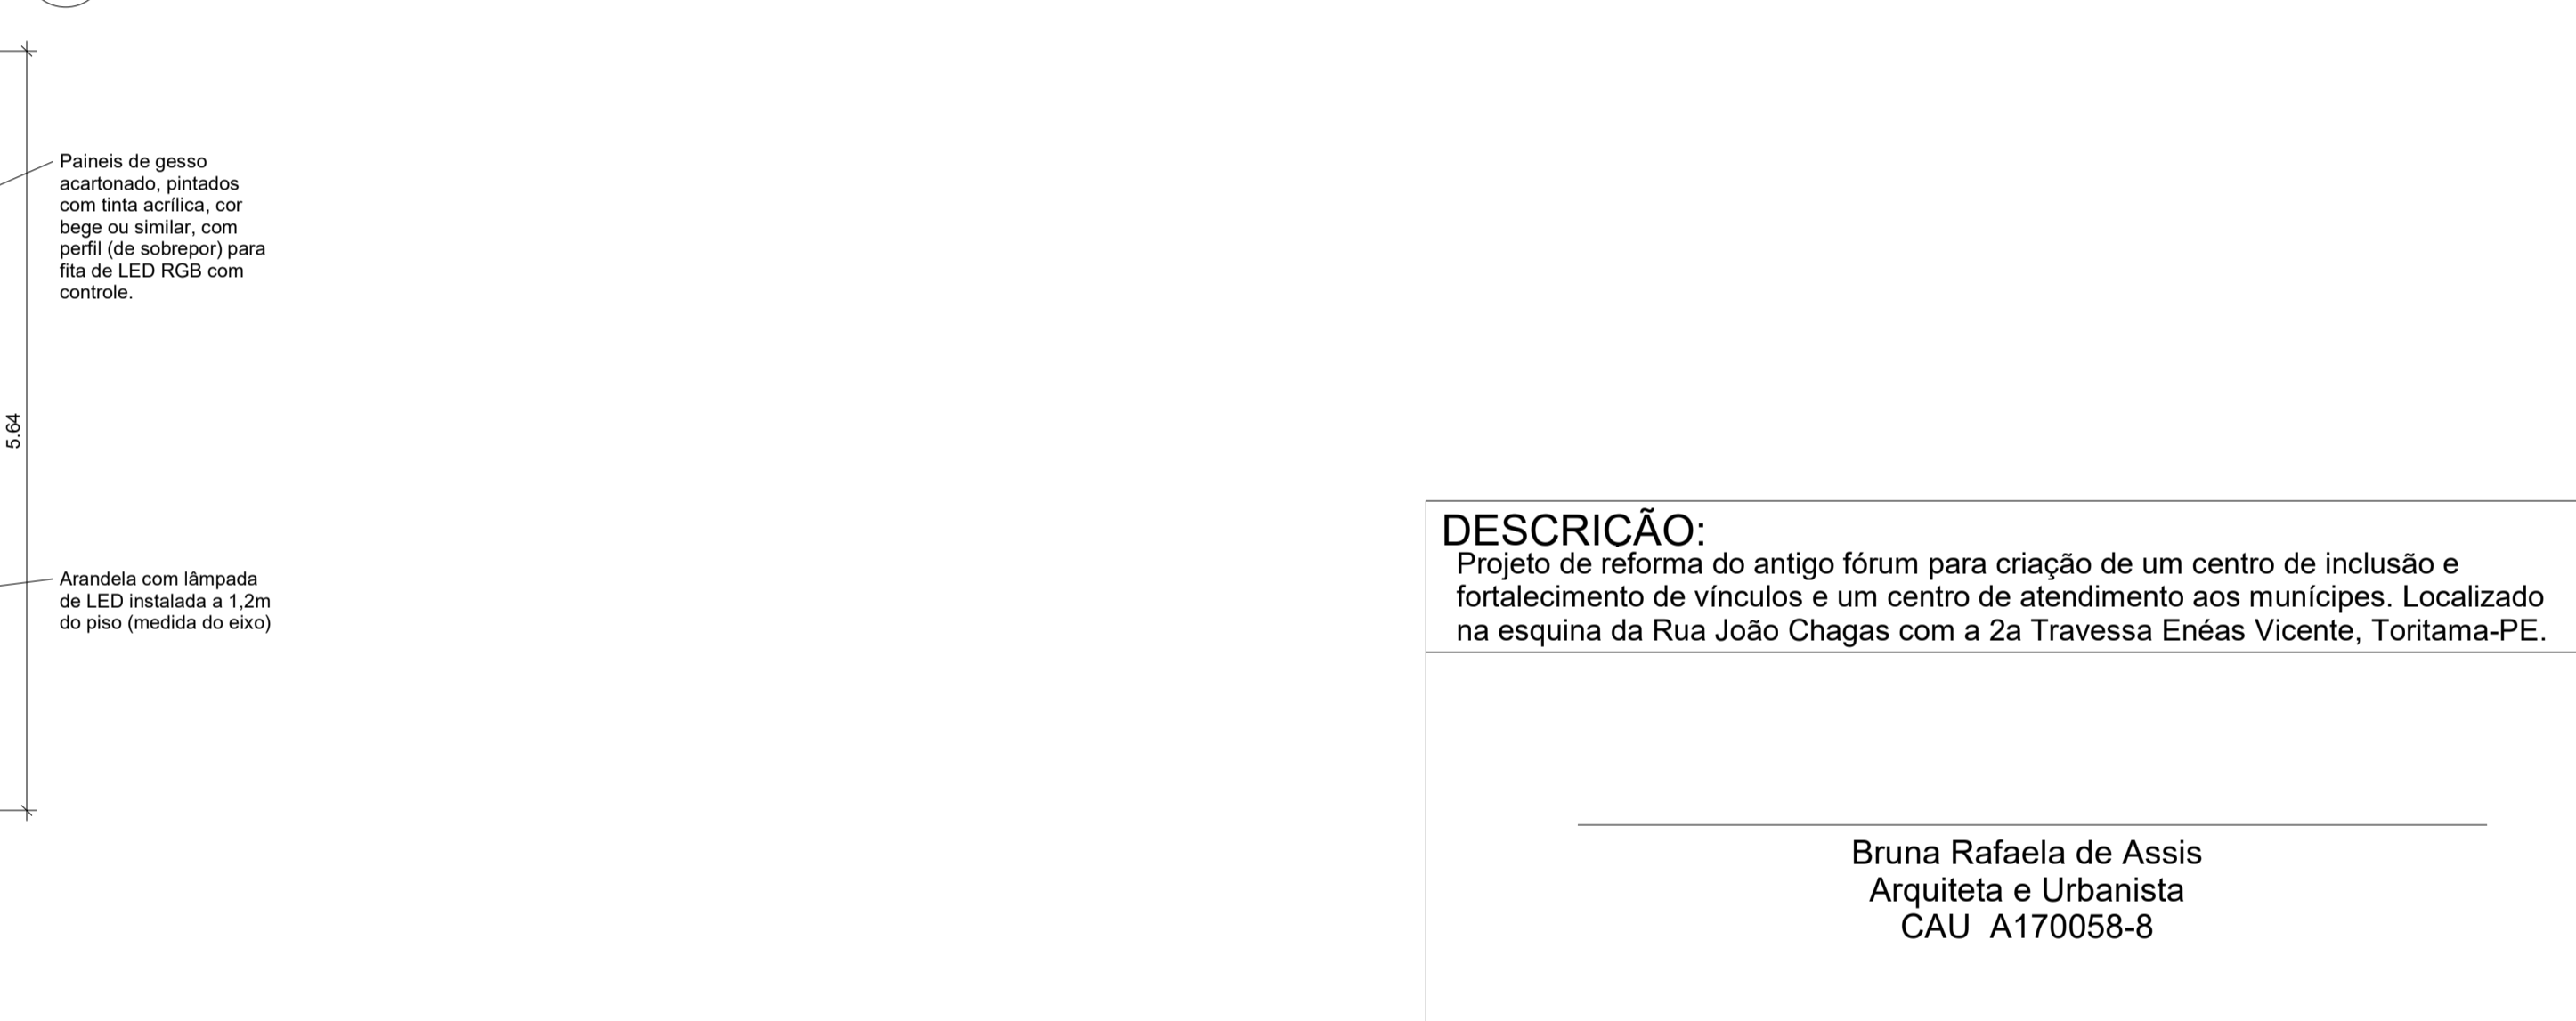 Paineis de gesso
acartonado, pintados
com tinta acrílica, cor
bege ou similar, com
perfil (de sobrepor) para
fita de LED RGB com
controle.
5.64
Arandela com lâmpada
de LED instalada a 1,2m
do piso (medida do eixo)
DESCRIÇÃO:
Projeto de reforma do antigo fórum para criação de um centro de inclusão e
fortalecimento de vínculos e um centro de atendimento aos munícipes. Localizado
na esquina da Rua João Chagas com a 2a Travessa Enéas Vicente, Toritama-PE.
Bruna Rafaela de Assis
Arquiteta e Urbanista
CAU A170058-8